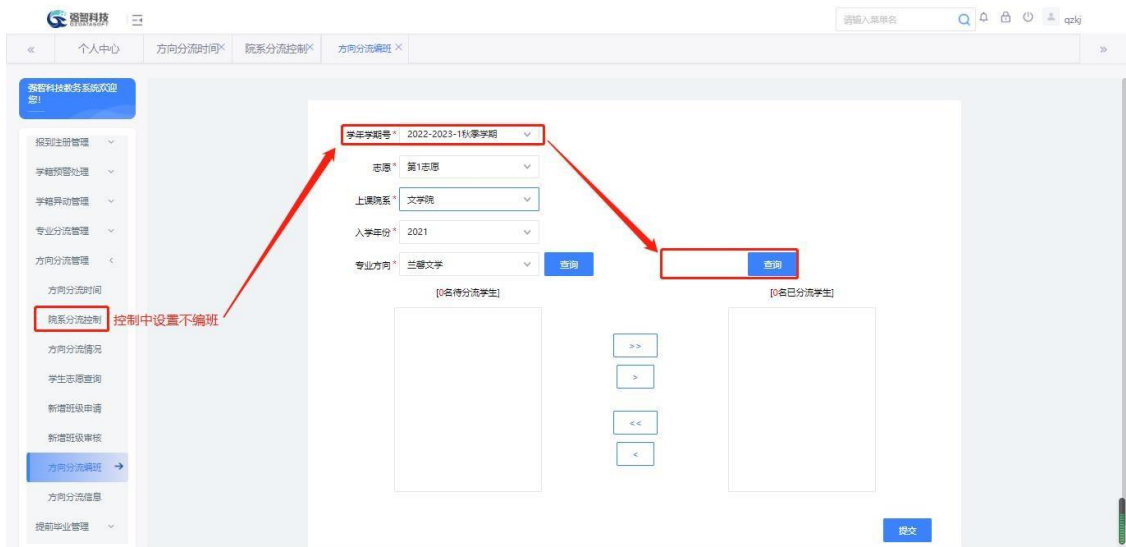 强智科技
请输入菜单名
qzkj
«
个人中心
方向分流时间×
院系分流控制×
方向分流编班 ×
»
强智科技教务系统欢迎您!
报到注册管理
学籍预警处理
学籍异动管理
专业分流管理
方向分流管理
方向分流时间
院系分流控制
控制中设置不编班
方向分流情况
学生志愿查询
新增班级申请
新增班级审核
方向分流编班
方向分流信息
提前毕业管理
学年学期号* 2022-2023-1秋季学期
志愿* 第1志愿
上课院系* 文学院
入学年份* 2021
专业方向* 兰馨文学 查询
查询
[0名待分流学生]
[0名已分流学生]
>>
>
<<
<
提交